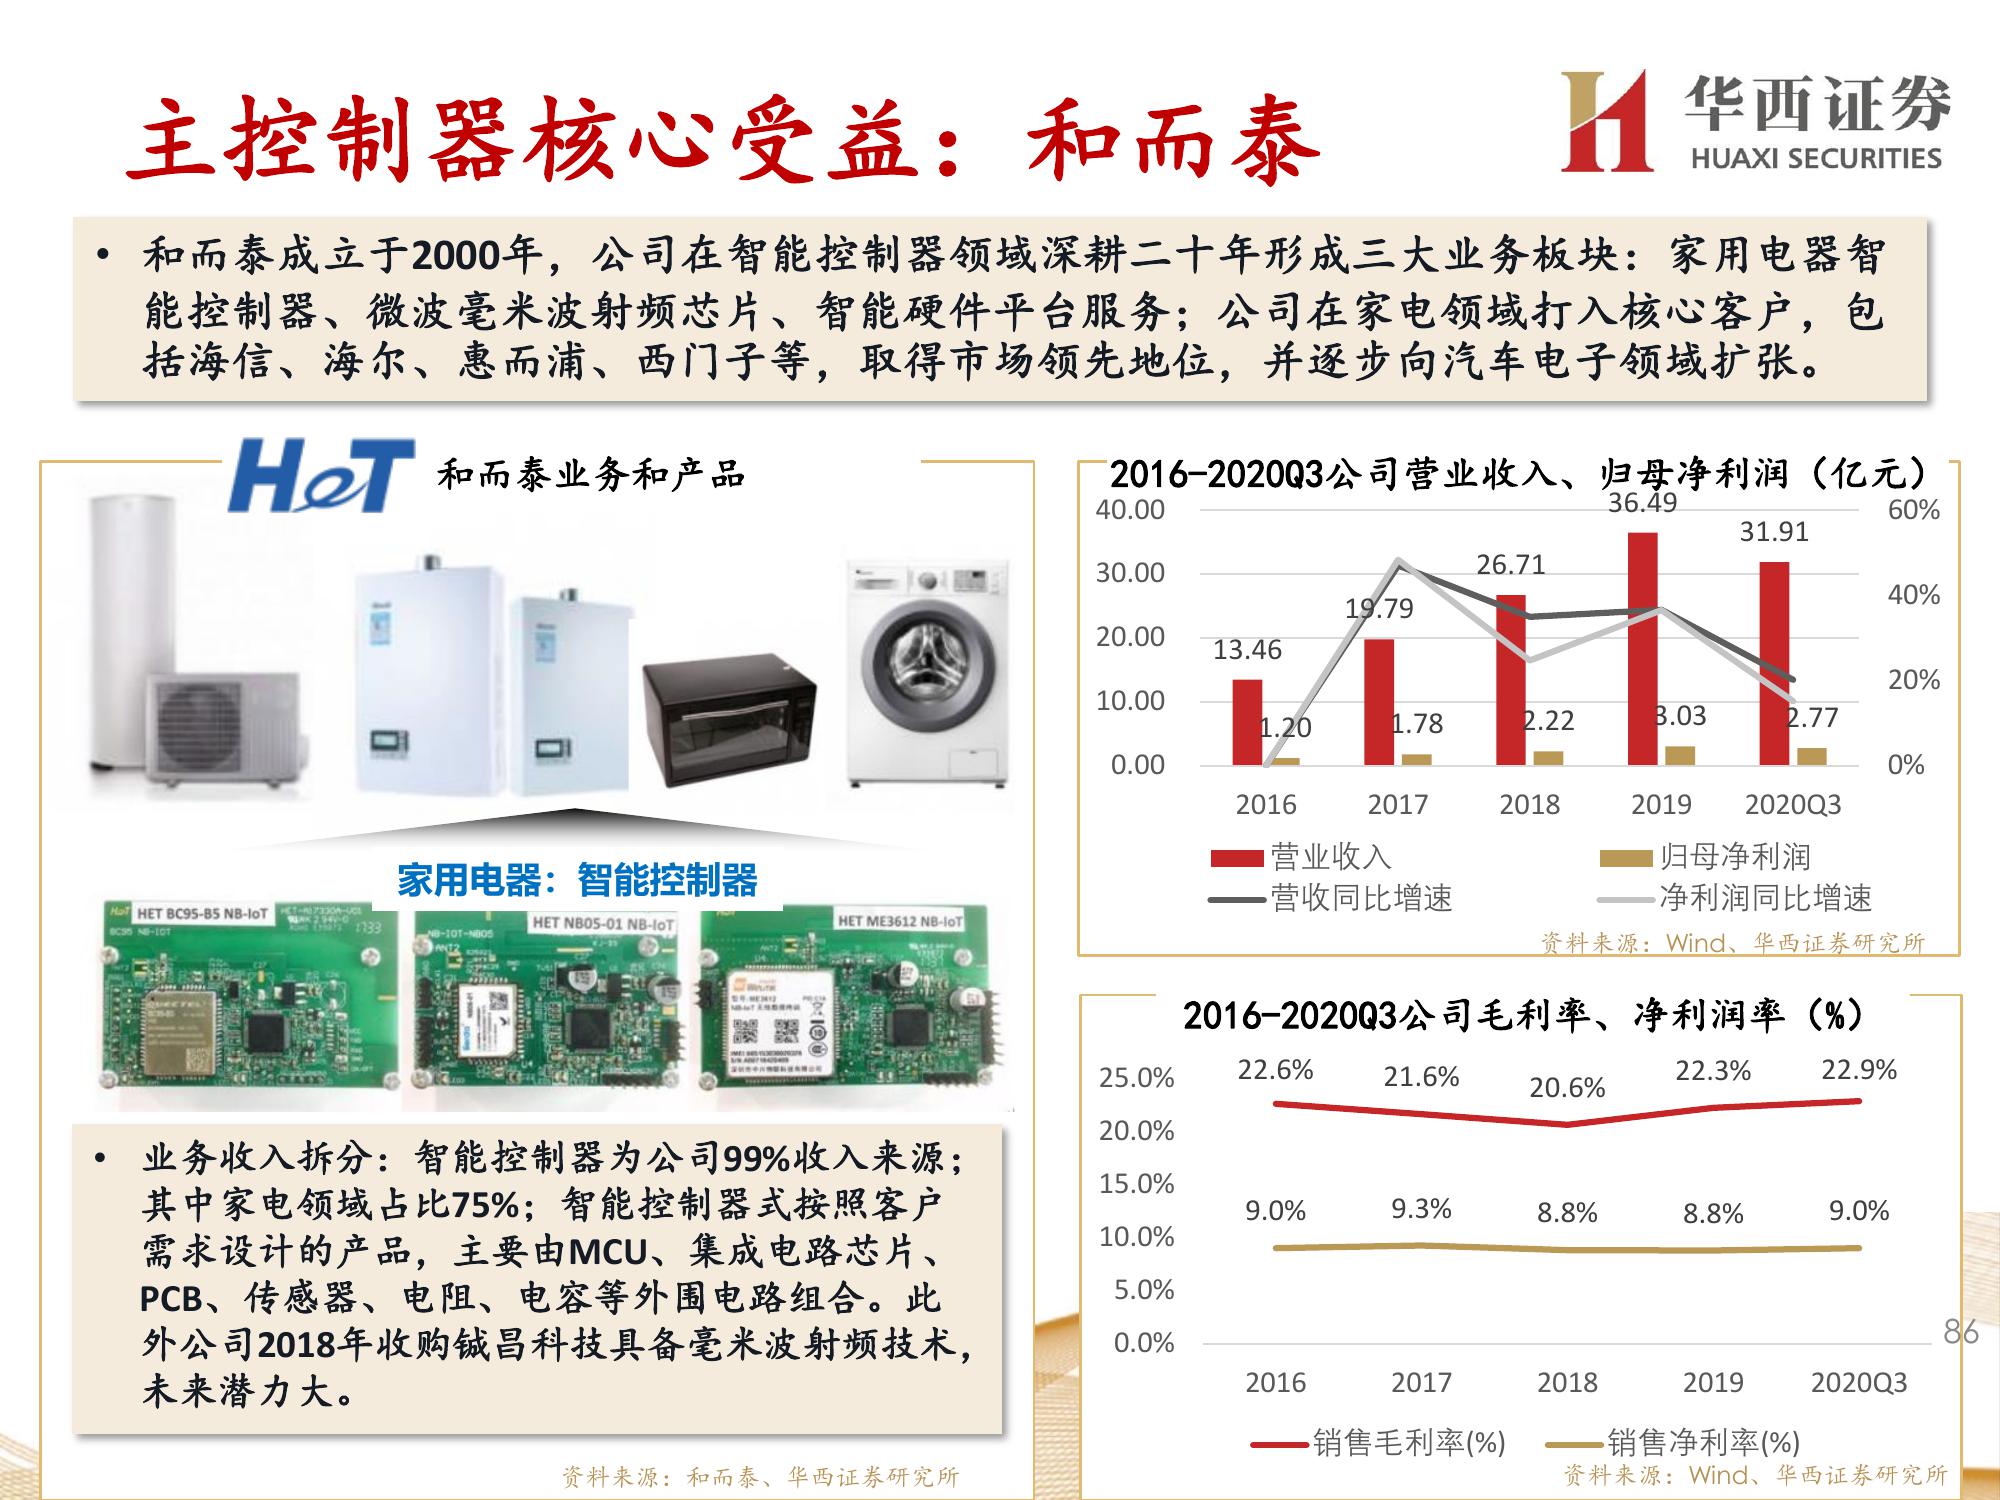 主控制器核心受益：和而泰
华西证券
HUAXI SECURITIES
• 和而泰成立于2000年，公司在智能控制器领域深耕二十年形成三大业务板块：家用电器智
能控制器、微波毫米波射频芯片、智能硬件平台服务；公司在家电领域打入核心客户，包
括海信、海尔、惠而浦、西门子等，取得市场领先地位，并逐步向汽车电子领域扩张。
HeT 和而泰业务和产品
家用电器：智能控制器
HET BC95-B5 NB-IoT
BC95 NB-IOT
1733
HET NB05-01 NB-IoT
NB-IOT-NB05
ANT2
HET ME3612 NB-IoT
• 业务收入拆分：智能控制器为公司99%收入来源；
其中家电领域占比75%；智能控制器式按照客户
需求设计的产品，主要由MCU、集成电路芯片、
PCB、传感器、电阻、电容等外围电路组合。此
外公司2018年收购铖昌科技具备毫米波射频技术，
未来潜力大。
资料来源：和而泰、华西证券研究所
2016-2020Q3公司营业收入、归母净利润（亿元）
40.00
30.00
20.00
10.00
0.00
60%
40%
20%
0%
13.46
19.79
26.71
36.49
31.91
1.20
1.78
2.22
3.03
2.77
2016 2017 2018 2019 2020Q3
营业收入 归母净利润
营收同比增速 净利润同比增速
资料来源：Wind、华西证券研究所
2016-2020Q3公司毛利率、净利润率（%）
25.0%
20.0%
15.0%
10.0%
5.0%
0.0%
22.6% 21.6% 20.6% 22.3% 22.9%
9.0% 9.3% 8.8% 8.8% 9.0%
2016 2017 2018 2019 2020Q3
销售毛利率(%) 销售净利率(%)
资料来源：Wind、华西证券研究所
86